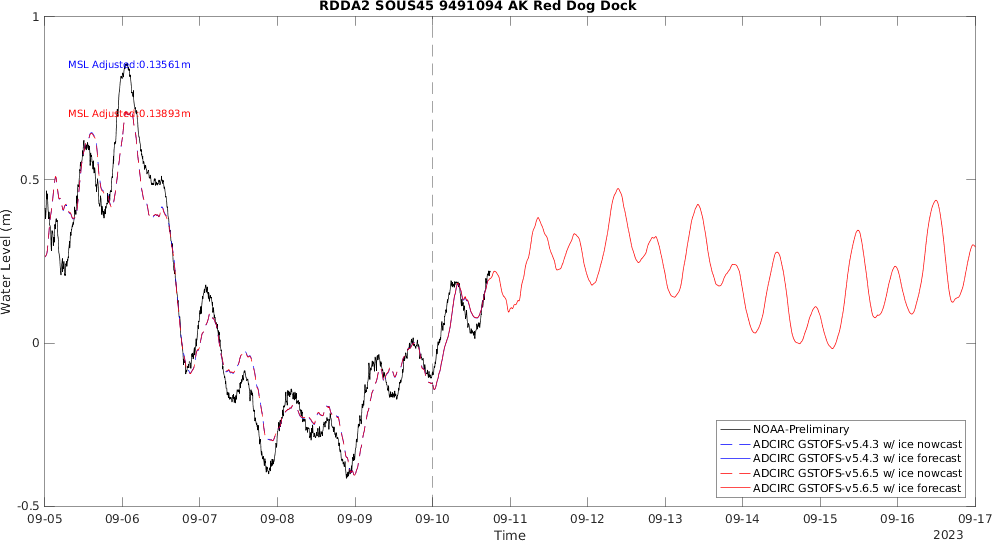 RDDA2 SOUS45 9491094 AK Red Dog Dock
1
MSL Adjusted:0.13561m
MSL Adjusted:0.13893m
0.5
Water Level (m)
0
NOAA-Preliminary
ADCIRC GSTOFS-v5.4.3 w/ ice nowcast
ADCIRC GSTOFS-v5.4.3 w/ ice forecast
ADCIRC GSTOFS-v5.6.5 w/ ice nowcast
ADCIRC GSTOFS-v5.6.5 w/ ice forecast
-0.5
09-05 09-06 09-07 09-08 09-09 09-10 09-11 09-12 09-13 09-14 09-15 09-16 09-17
Time
2023